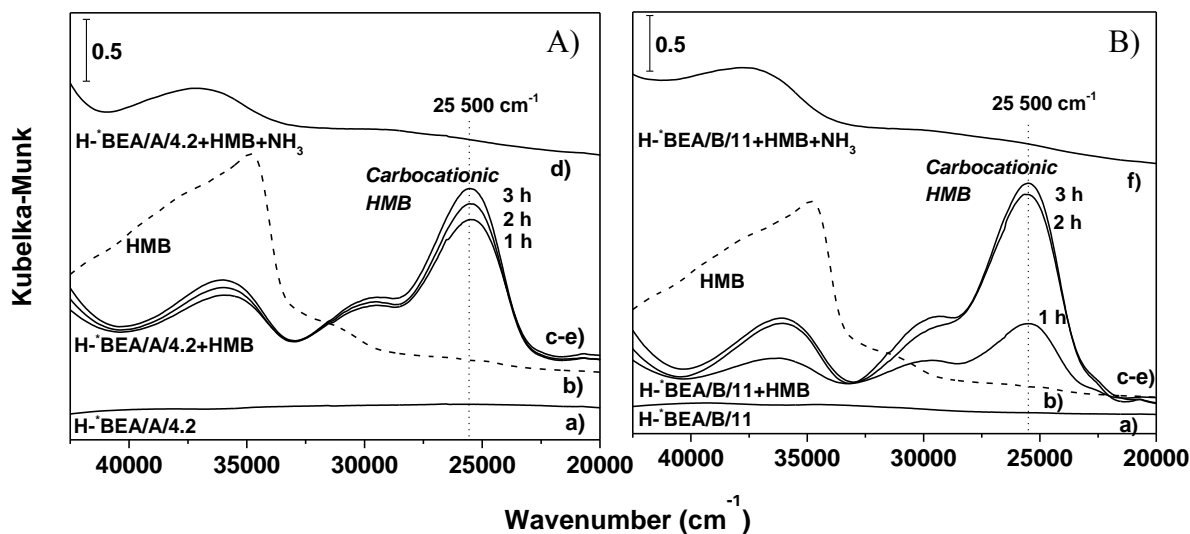 Kubelka-Munk
A)
0.5
25 500 cm-1
H-*BEA/A/4.2+HMB+NH3
d)
Carbocationic
HMB
3 h
2 h
1 h
HMB
c-e)
H-*BEA/A/4.2+HMB
b)
H-*BEA/A/4.2
a)
40000 35000 30000 25000 20000
B)
0.5
25 500 cm-1
H-*BEA/B/11+HMB+NH3
f)
Carbocationic
HMB
3 h
2 h
HMB
1 h
c-e)
H-*BEA/B/11+HMB
b)
H-*BEA/B/11
a)
40000 35000 30000 25000 20000
Wavenumber (cm-1)